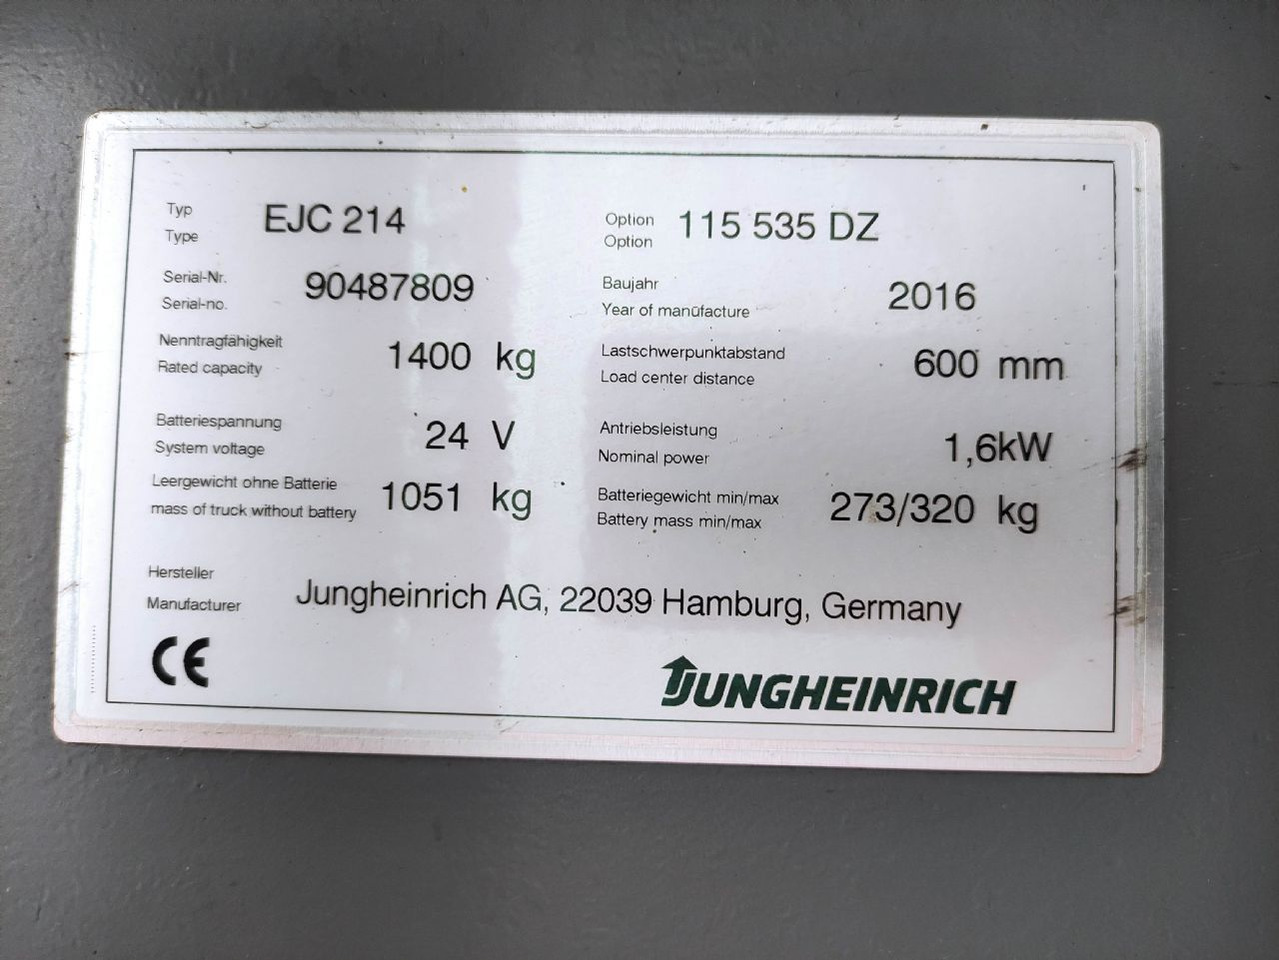 Typ EJC 214 Option 115 535 DZ
Type Option
Serial-Nr. 90487809 Baujahr 2016
Serial-no. Year of manufacture
Nenntragfähigkeit 1400 kg Lastschwerpunktabstand 600 mm
Rated capacity Load center distance
Batteriespannung 24 V Antriebsleistung 1,6kW
System voltage Nominal power
Leergewicht ohne Batterie 1051 kg Batteriegewicht min/max 273/320 kg
mass of truck without battery Battery mass min/max
Hersteller Jungheinrich AG, 22039 Hamburg, Germany
Manufacturer
CE JUNGHEINRICH